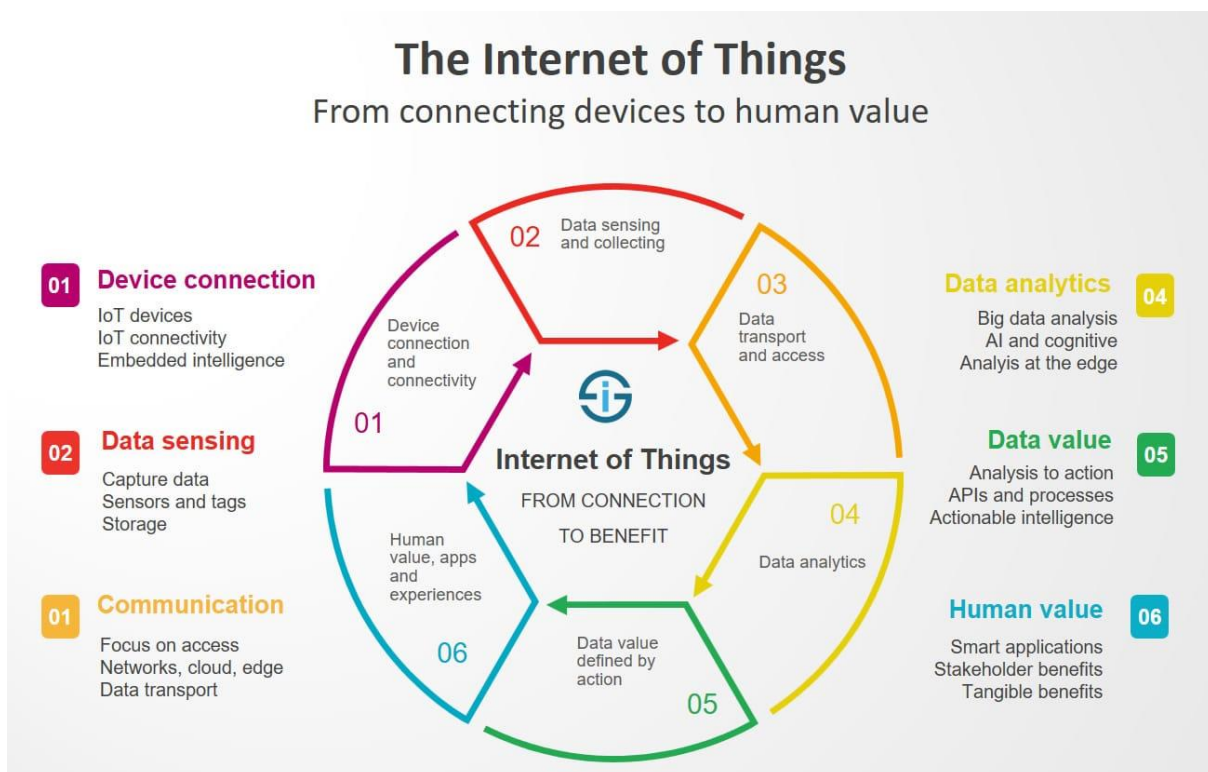 The Internet of Things
From connecting devices to human value
01 Device connection
IoT devices
IoT connectivity
Embedded intelligence
02 Data sensing
Capture data
Sensors and tags
Storage
01 Communication
Focus on access
Networks, cloud, edge
Data transport
Device
connection
and
connectivity
01
02 Data sensing
and collecting
03
Data
transport
and access
04
Data analytics
Data value
defined by
action
05
Human
value, apps
and
experiences
06
Internet of Things
FROM CONNECTION
TO BENEFIT
Data analytics 04
Big data analysis
AI and cognitive
Analyis at the edge
Data value 05
Analysis to action
APIs and processes
Actionable intelligence
Human value 06
Smart applications
Stakeholder benefits
Tangible benefits